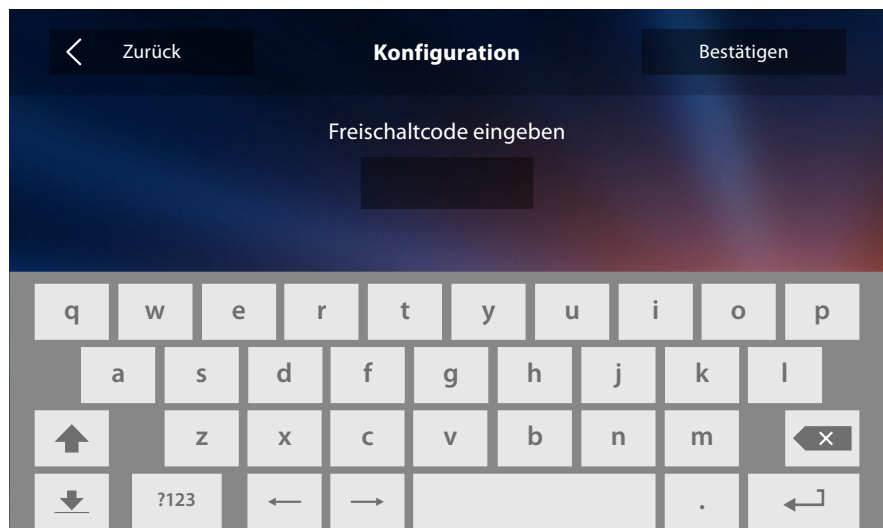 Zurück Konfiguration Bestätigen
Freischaltcode eingeben
q w e r t y u i o p
a s d f g h j k l
z x c v b n m
?123 .